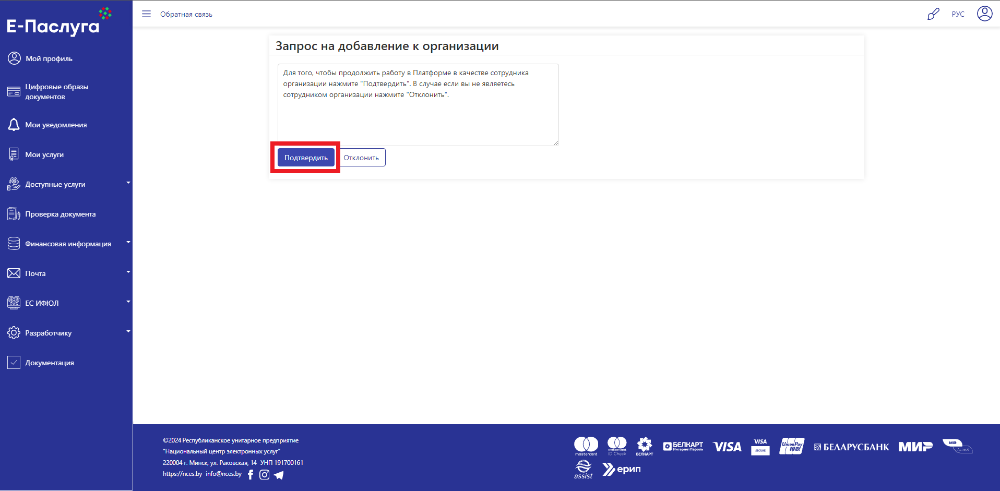 Е-Паслуга
Обратная связь
РУС
Мой профиль
Цифровые образы
документов
Мои уведомления
Мои услуги
Доступные услуги
Проверка документа
Финансовая информация
Почта
ЕС ИФЮЛ
Разработчику
Документация
Запрос на добавление к организации
Для того, чтобы продолжить работу в Платформе в качестве сотрудника
организации нажмите "Подтвердить". В случае если вы не являетесь
сотрудником организации нажмите "Отклонить".
Подтвердить
Отклонить
©2024 Республиканское унитарное предприятие
"Национальный центр электронных услуг"
220004 г. Минск, ул. Раковская, 14 УНП 191700161
https://nces.by info@nces.by
mastercard
mastercard
ID Check
БЕЛКАРТ
БЕЛКАРТ
ИнтернетПароль
VISA
VISA
SECURE
UnionPay
БЕЛАРУСБАНК
МИР
MIR
Accept
assist
ерип